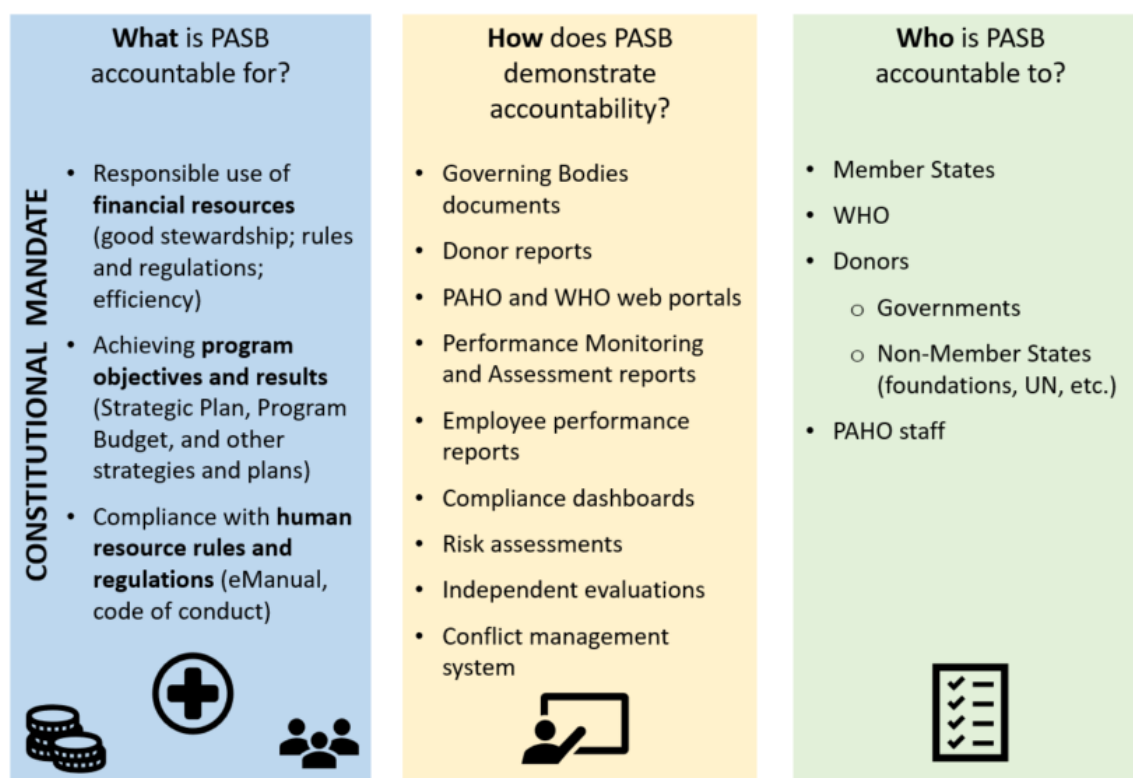 What is PASB
accountable for?
CONSTITUTIONAL MANDATE
• Responsible use of
financial resources
(good stewardship; rules
and regulations;
efficiency)
• Achieving program
objectives and results
(Strategic Plan, Program
Budget, and other
strategies and plans)
• Compliance with human
resource rules and
regulations (eManual,
code of conduct)
How does PASB
demonstrate
accountability?
• Governing Bodies
documents
• Donor reports
• PAHO and WHO web portals
• Performance Monitoring
and Assessment reports
• Employee performance
reports
• Compliance dashboards
• Risk assessments
• Independent evaluations
• Conflict management
system
Who is PASB
accountable to?
• Member States
• WHO
• Donors
o Governments
o Non-Member States
(foundations, UN, etc.)
• PAHO staff